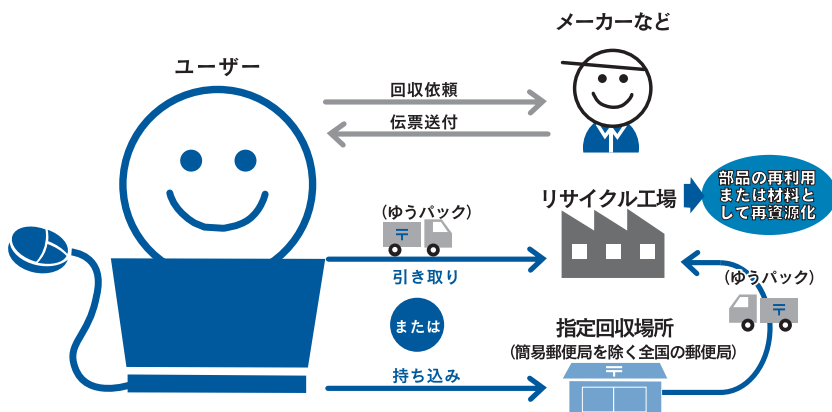 メーカーなど
ユーザー
回収依頼
伝票送付
部品の再利用
または材料と
して再資源化
リサイクル工場
(ゆうパック)
〒
引き取り
(ゆうパック)
〒
または
指定回収場所
(簡易郵便局を除く全国の郵便局)
〒
持ち込み